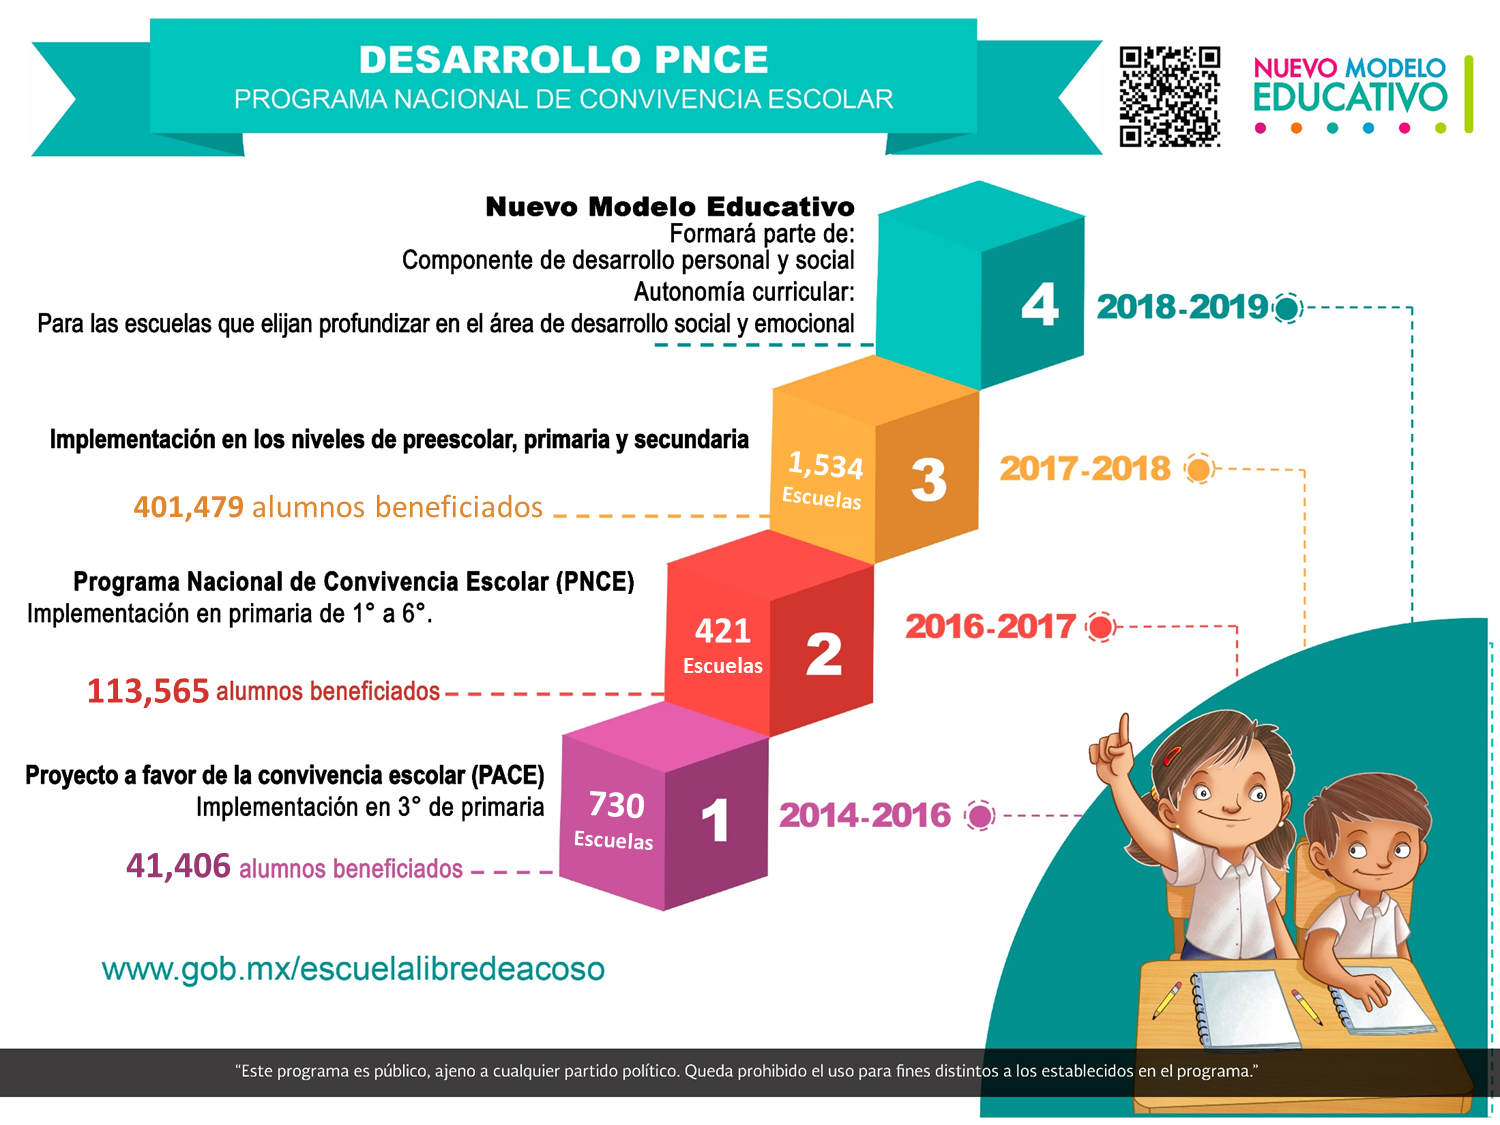 DESARROLLO PNCE
PROGRAMA NACIONAL DE CONVIVENCIA ESCOLAR
NUEVO MODELO
EDUCATIVO
Nuevo Modelo Educativo
Formará parte de:
Componente de desarrollo personal y social
Autonomía curricular:
Para las escuelas que elijan profundizar en el área de desarrollo social y emocional
4
2018-2019
Implementación en los niveles de preescolar, primaria y secundaria
401,479 alumnos beneficiados
1,534
Escuelas
3
2017-2018
Programa Nacional de Convivencia Escolar (PNCE)
Implementación en primaria de 1° a 6°.
113,565 alumnos beneficiados
421
Escuelas
2
2016-2017
Proyecto a favor de la convivencia escolar (PACE)
Implementación en 3° de primaria
41,406 alumnos beneficiados
730
Escuelas
1
2014-2016
www.gob.mx/escuelalibredeacoso
“Este programa es público, ajeno a cualquier partido político. Queda prohibido el uso para fines distintos a los establecidos en el programa.”